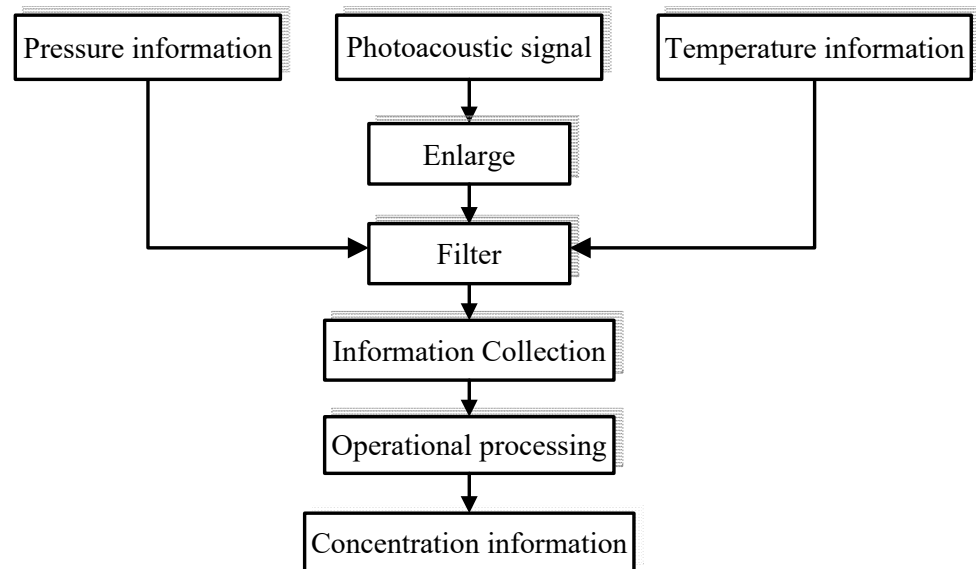 Pressure information
Photoacoustic signal
Temperature information
Enlarge
Filter
Information Collection
Operational processing
Concentration information